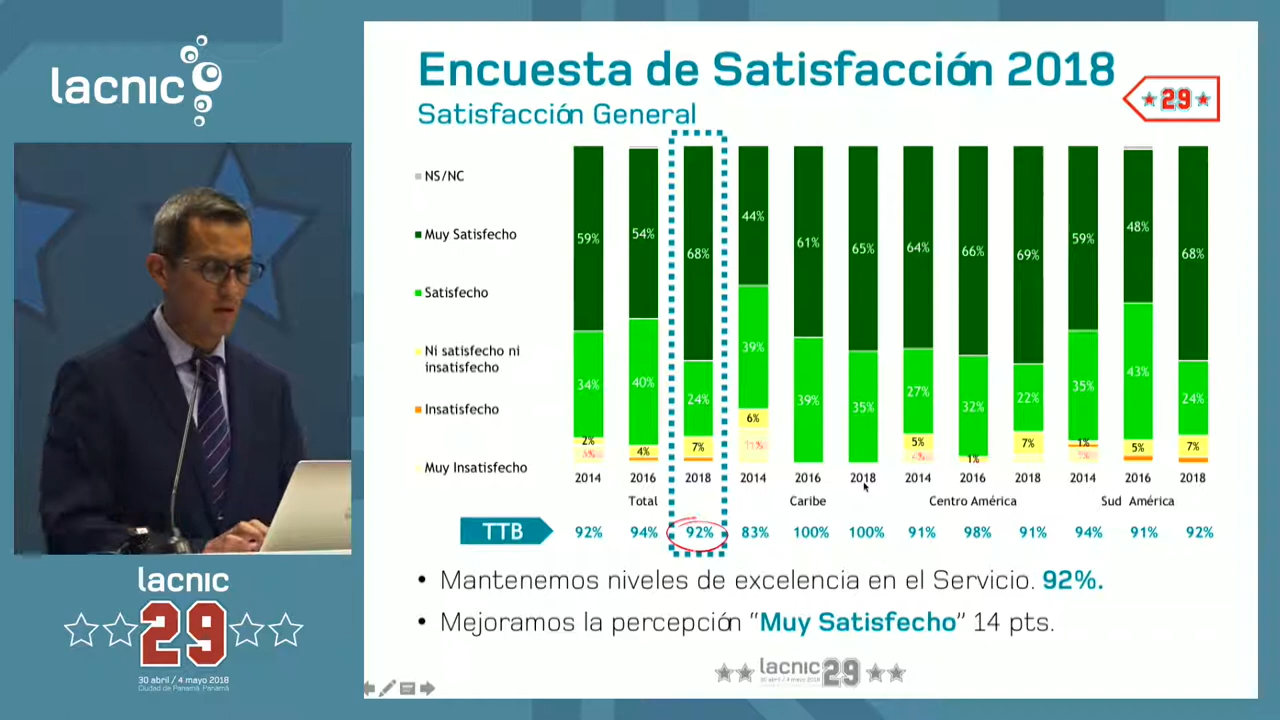 lacnic
Encuesta de Satisfacción 2018
Satisfacción General
29
NS/NC
Muy Satisfecho
Satisfecho
Ni satisfecho ni
insatisfecho
Insatisfecho
Muy Insatisfecho
59% 54% 68% 44% 61% 65% 64% 66% 69% 59% 48% 68%
34% 40% 24% 39% 39% 35% 27% 32% 22% 35% 43% 24%
2% 4% 7% 6% 5% 1% 7% 1% 5% 7%
2014 2016 2018 2014 2016 2018 2014 2016 2018 2014 2016 2018
Total Caribe Centro América Sud América
TTB 92% 94% 92% 83% 100% 100% 91% 98% 91% 94% 91% 92%
• Mantenemos niveles de excelencia en el Servicio. 92%.
• Mejoramos la percepción “Muy Satisfecho” 14 pts.
lacnic 29
30 abril / 4 mayo 2018
lacnic
29
30 abril / 4 mayo 2018
Ciudad de Panamá, Panamá